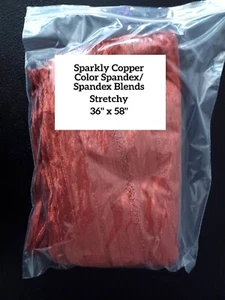 Sparkly Copper
Color Spandex/
Spandex Blends
Stretchy
36" x 58"